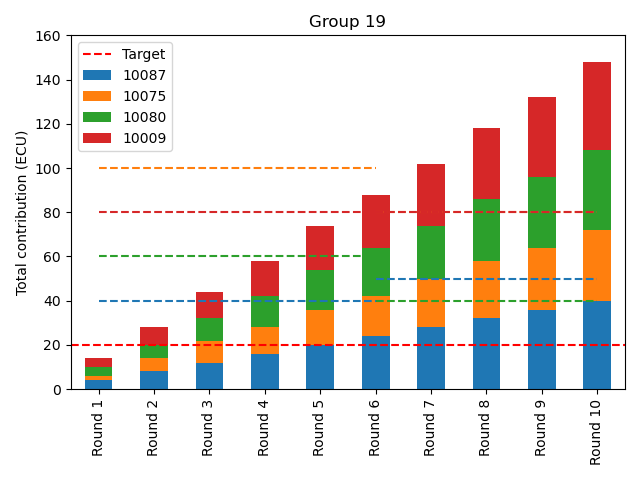 Group 19
Total contribution (ECU)
160
140
120
100
80
60
40
20
0
Target
10087
10075
10080
10009
Round 1
Round 2
Round 3
Round 4
Round 5
Round 6
Round 7
Round 8
Round 9
Round 10